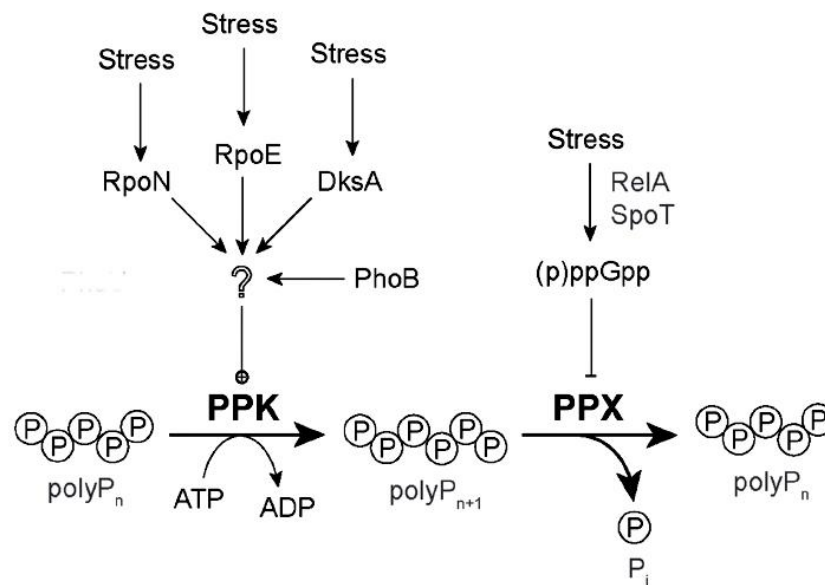 Stress
Stress Stress
Stress
RpoE
RpoN DksA
RelA
SpoT
? PhoB
(p)ppGpp
PPK PPX
P P P P P P P P P P P P P P P P
polyPn
polyPn+1
polyPn
ATP ADP
P
Pi